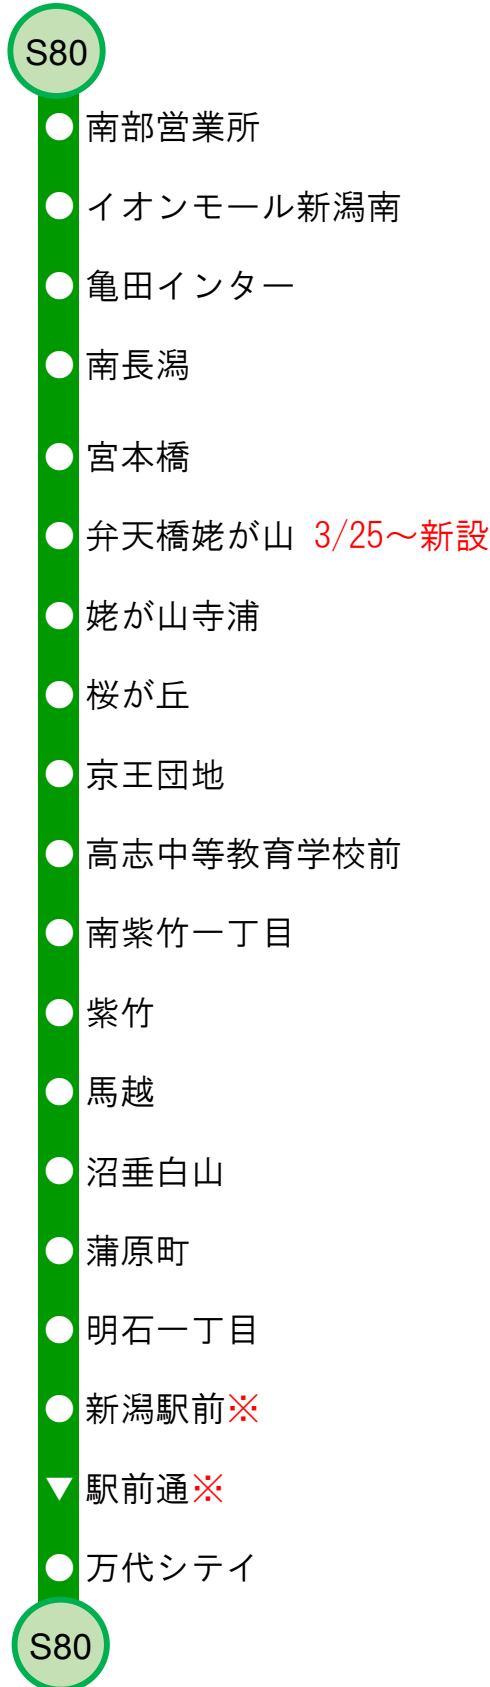 S80
南部営業所
イオンモール新潟南
亀田インター
南長潟
宮本橋
弁天橋姥が山 3/25～新設
姥が山寺浦
桜が丘
京王団地
高志中等教育学校前
南紫竹一丁目
紫竹
馬越
沼垂白山
蒲原町
明石一丁目
新潟駅前※
▼ 駅前通※
万代シテイ
S80